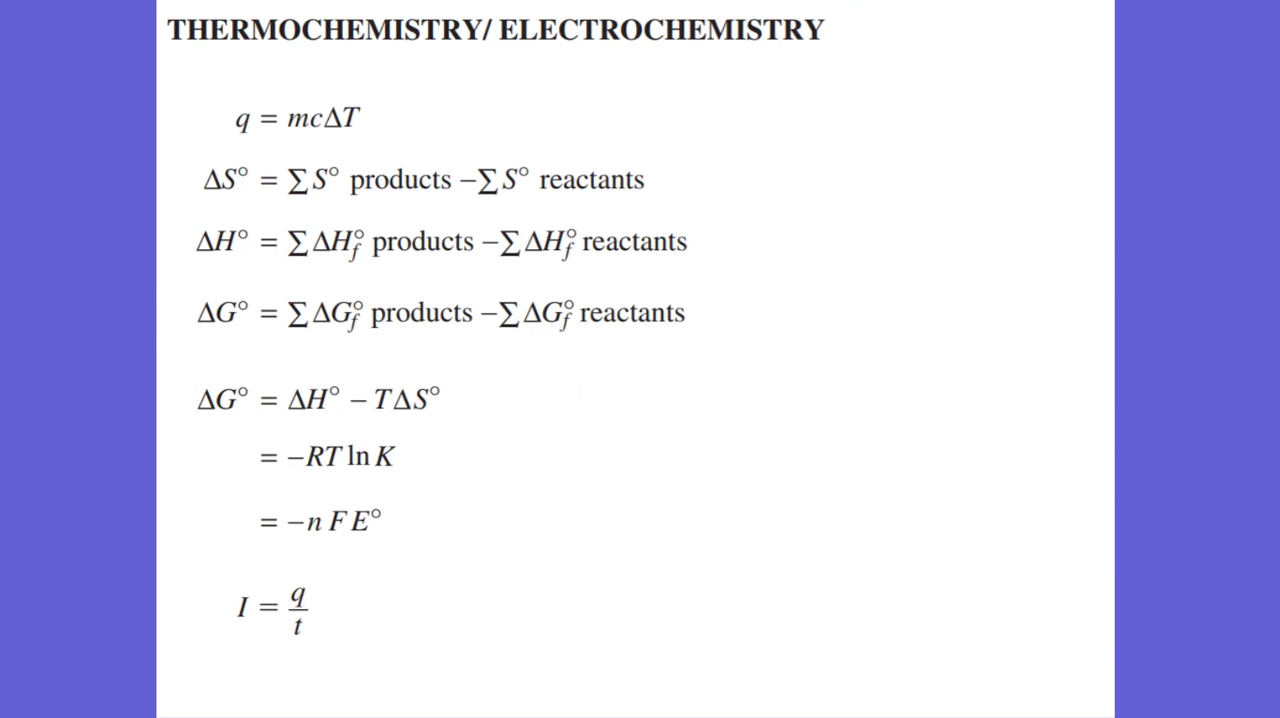 THERMOCHEMISTRY/ ELECTROCHEMISTRY
q = mcΔT
ΔS° = ∑S° products −∑S° reactants
ΔH° = ∑ΔH°f products −∑ΔH°f reactants
ΔG° = ∑ΔG°f products −∑ΔG°f reactants
ΔG° = ΔH° − TΔS°
= −RT ln K
= −n F E°
I = q/t